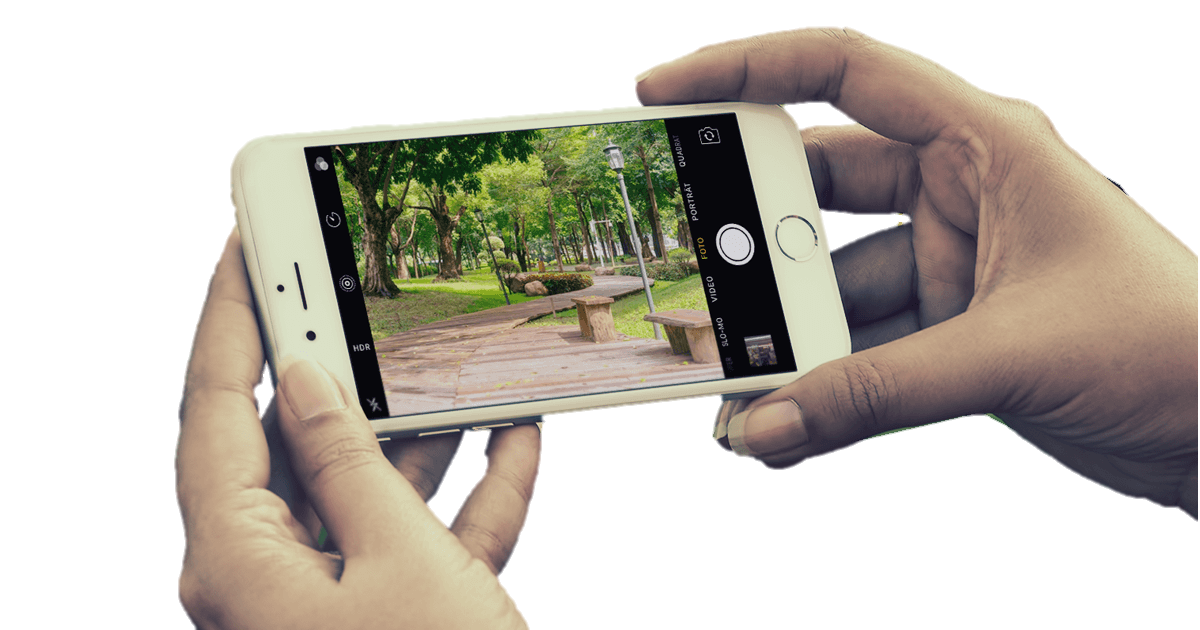 QUADRAT
PORTRÄT
FOTO
VIDEO
SLO-MO
HDR